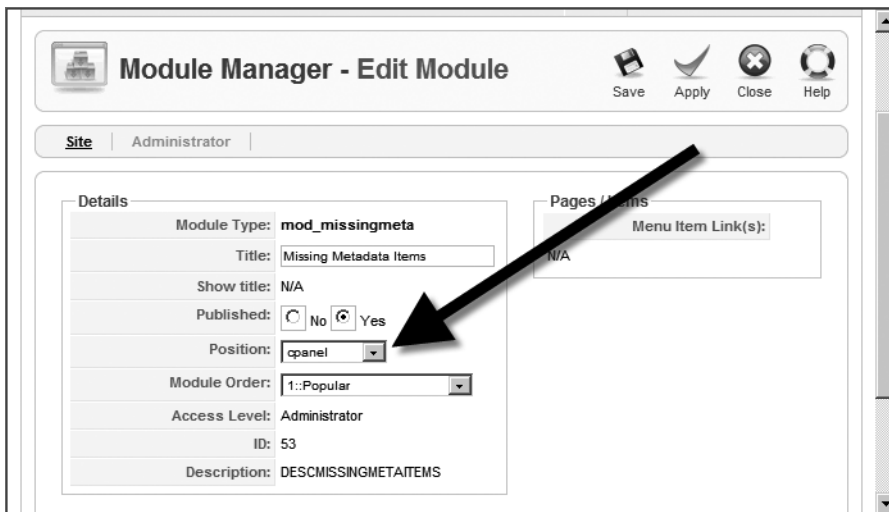 Module Manager - Edit Module
Save Apply Close Help
Site Administrator
Details
Module Type: mod_missingmeta
Title: Missing Metadata Items
Show title: N/A
Published: No Yes
Position: cpanel
Module Order: 1::Popular
Access Level: Administrator
ID: 53
Description: DESCMISSINGMETAITEMS
Pages / Items
Menu Item Link(s):
N/A